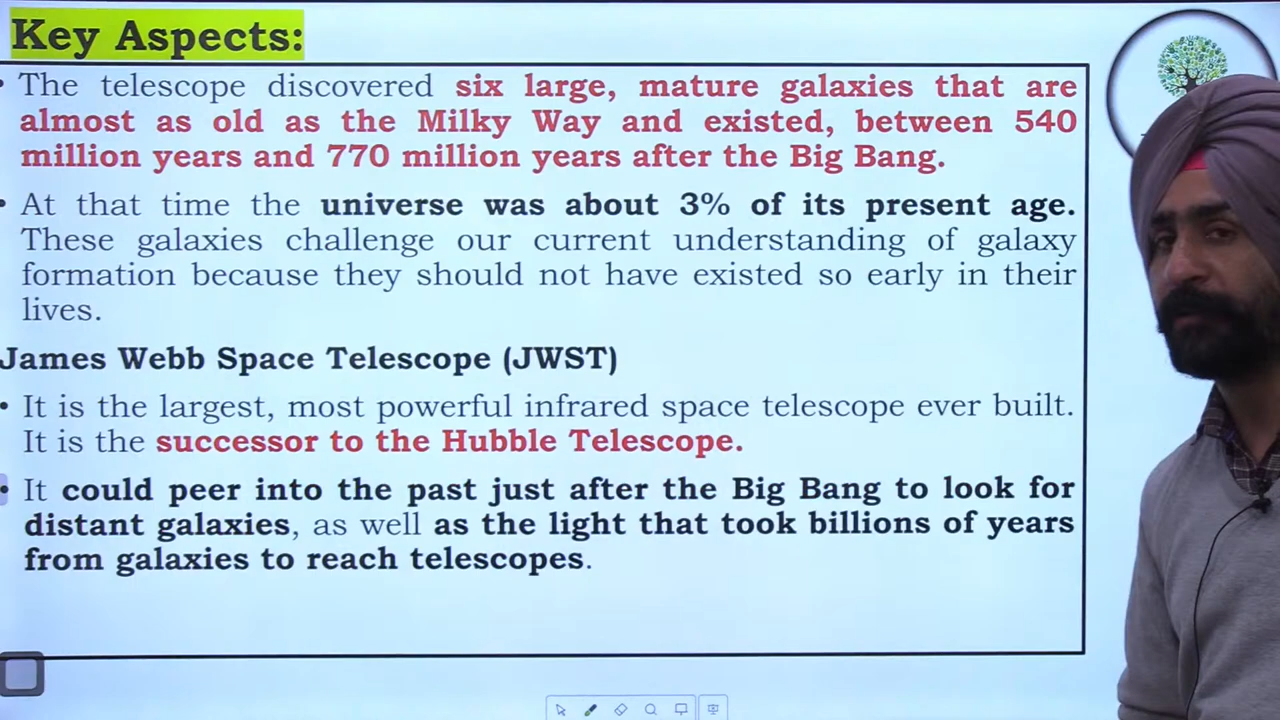 Key Aspects:
• The telescope discovered six large, mature galaxies that are
almost as old as the Milky Way and existed, between 540
million years and 770 million years after the Big Bang.
• At that time the universe was about 3% of its present age.
These galaxies challenge our current understanding of galaxy
formation because they should not have existed so early in their
lives.
James Webb Space Telescope (JWST)
• It is the largest, most powerful infrared space telescope ever built.
It is the successor to the Hubble Telescope.
• It could peer into the past just after the Big Bang to look for
distant galaxies, as well as the light that took billions of years
from galaxies to reach telescopes.